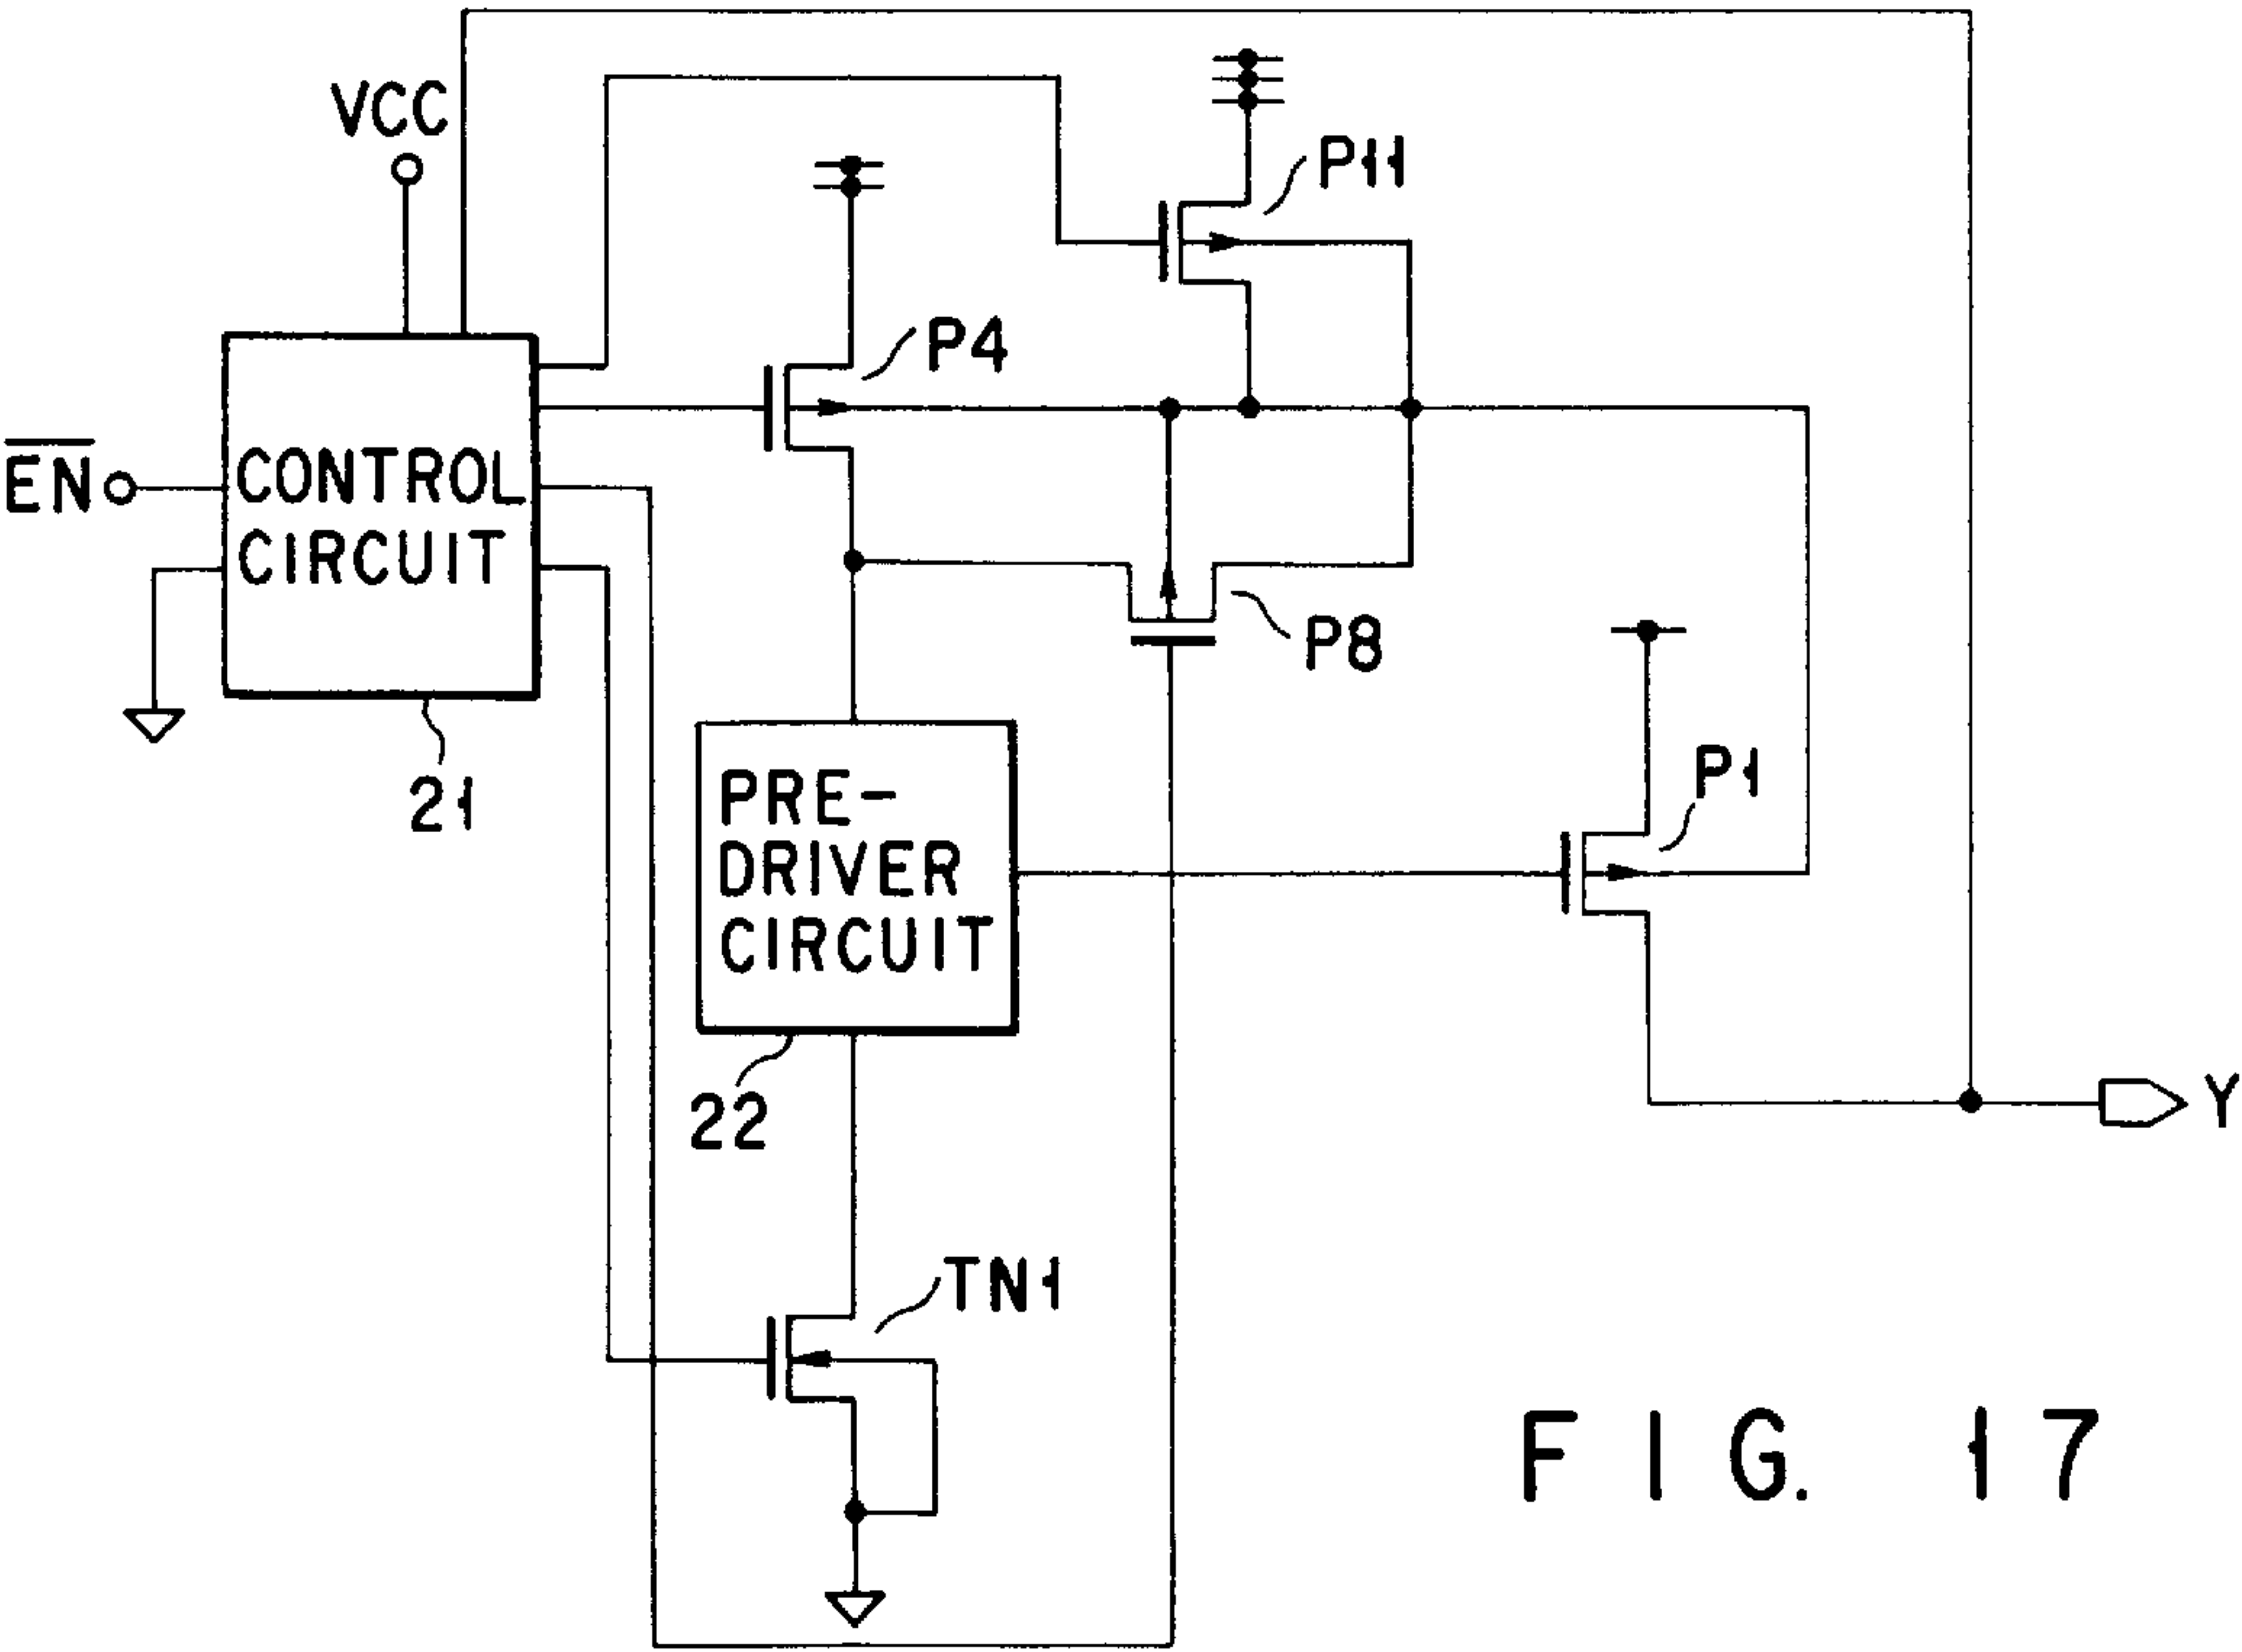 VCC
P11
P4
EN
CONTROL
CIRCUIT
P8
P1
21
PRE-
DRIVER
CIRCUIT
22
Y
TN1
FIG. 17